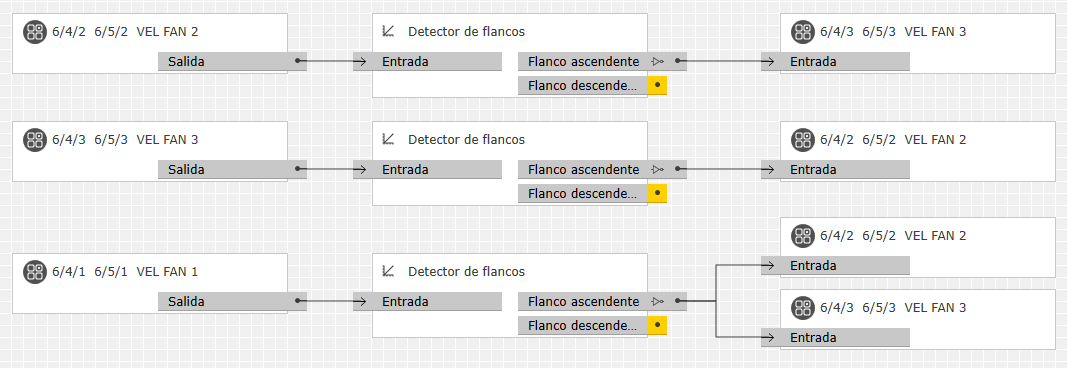 6/4/2 6/5/2 VEL FAN 2
Salida
Detector de flancos
Entrada
Flanco ascendente
Flanco descende...
6/4/3 6/5/3 VEL FAN 3
Entrada
6/4/3 6/5/3 VEL FAN 3
Salida
Detector de flancos
Entrada
Flanco ascendente
Flanco descende...
6/4/2 6/5/2 VEL FAN 2
Entrada
6/4/1 6/5/1 VEL FAN 1
Salida
Detector de flancos
Entrada
Flanco ascendente
Flanco descende...
6/4/2 6/5/2 VEL FAN 2
Entrada
6/4/3 6/5/3 VEL FAN 3
Entrada